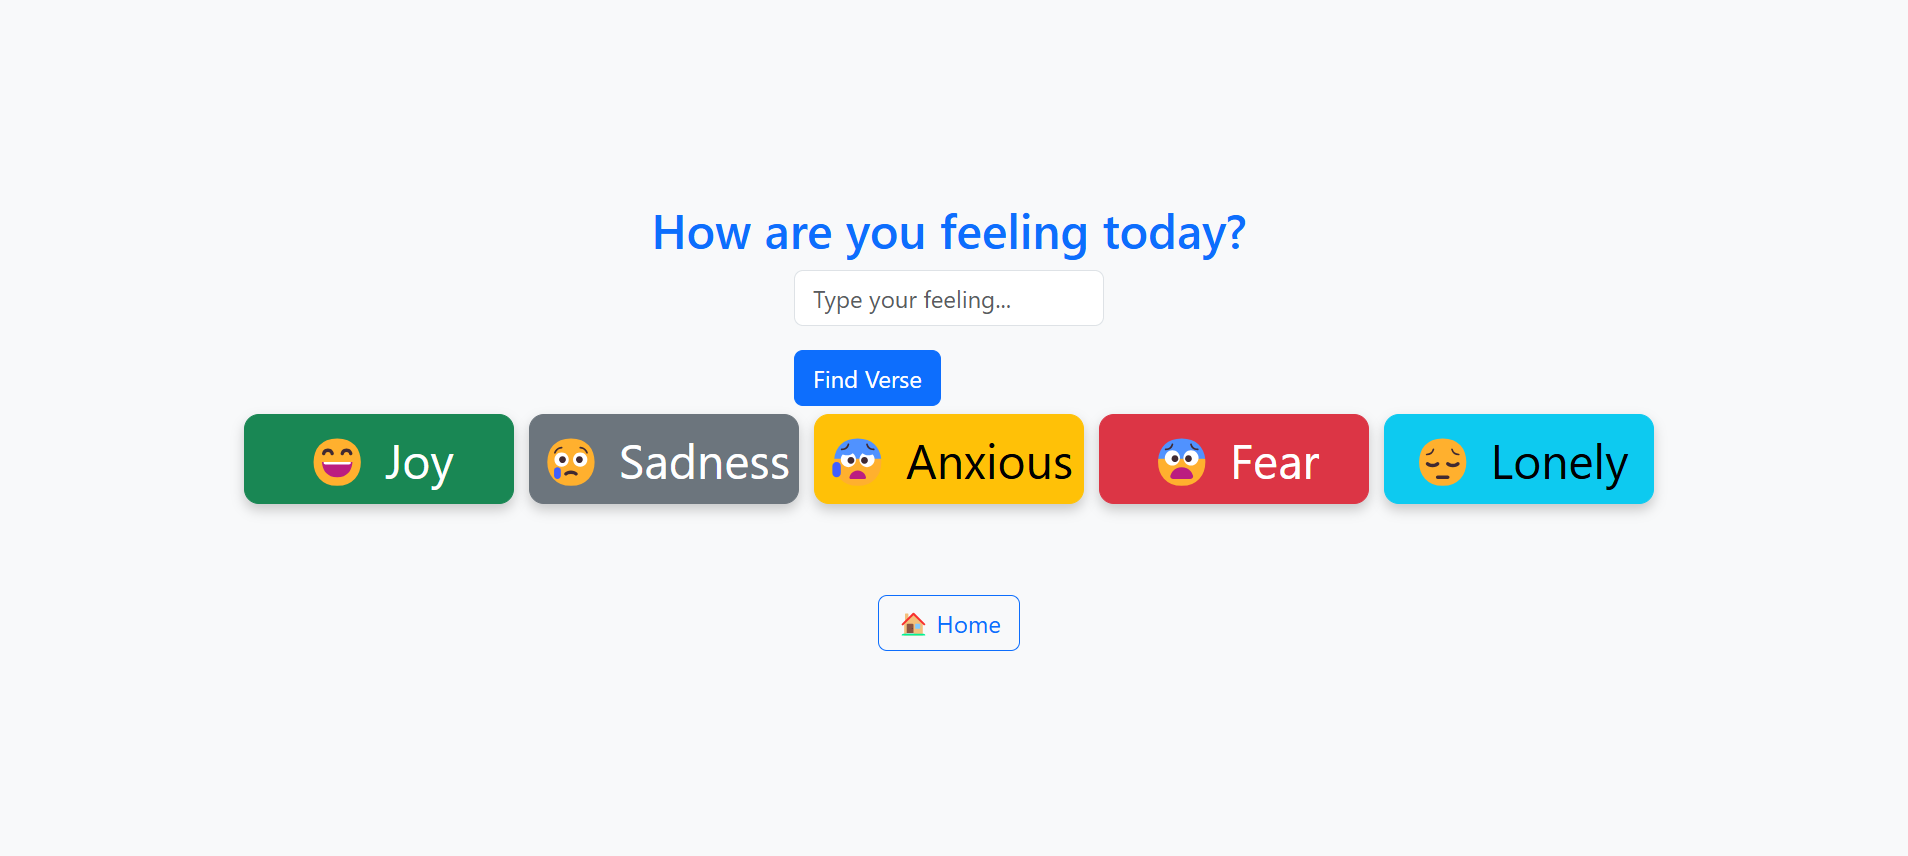 How are you feeling today?
Type your feeling...
Find Verse
😄 Joy
😢 Sadness
😰 Anxious
😨 Fear
😔 Lonely
🏠 Home